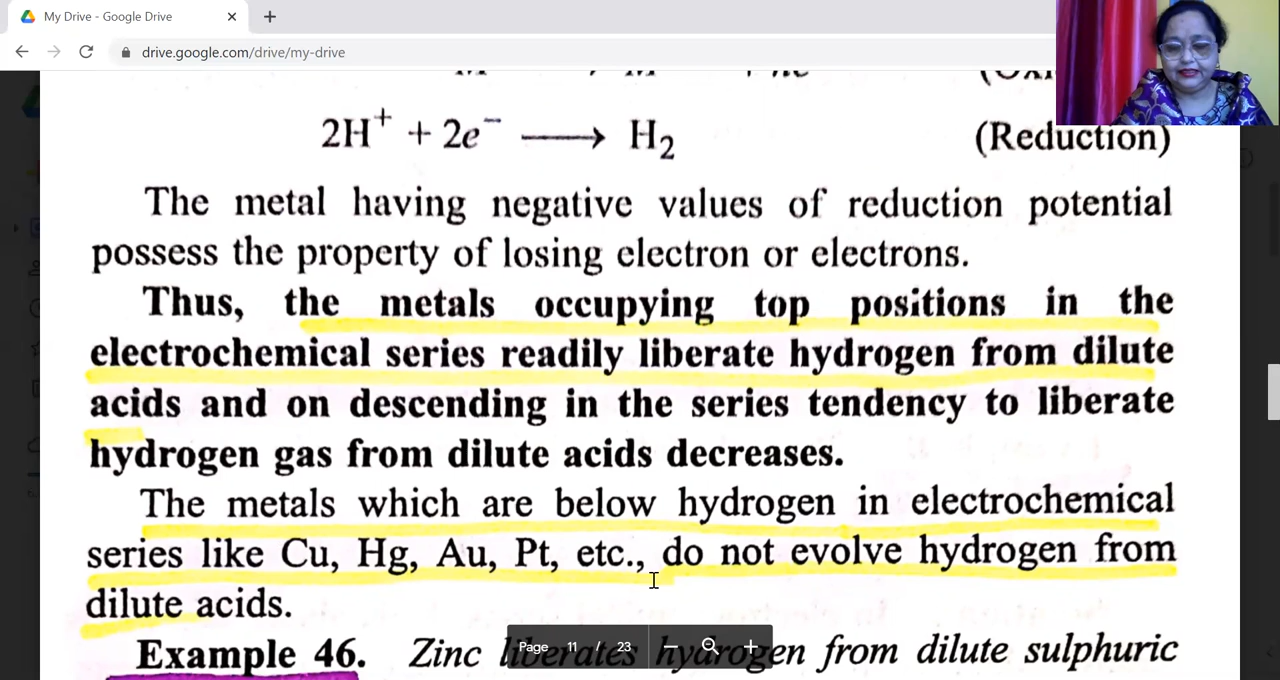 My Drive - Google Drive
drive.google.com/drive/my-drive
2H⁺ + 2e⁻ ⟶ H₂ (Reduction)
The metal having negative values of reduction potential
possess the property of losing electron or electrons.
Thus, the metals occupying top positions in the
electrochemical series readily liberate hydrogen from dilute
acids and on descending in the series tendency to liberate
hydrogen gas from dilute acids decreases.
The metals which are below hydrogen in electrochemical
series like Cu, Hg, Au, Pt, etc., do not evolve hydrogen from
dilute acids.
Example 46. Zinc liberates hydrogen from dilute sulphuric
Page 11 / 23